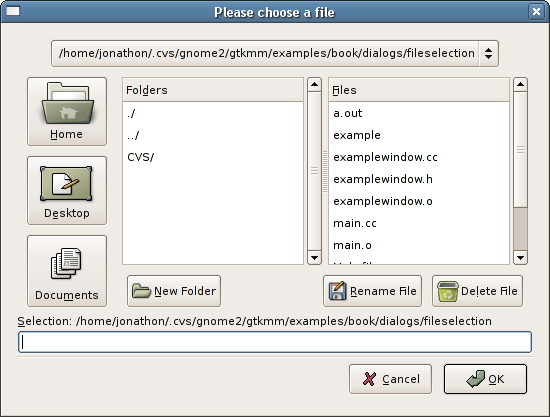 Please choose a file
/home/jonathon/.cvs/gnome2/gtkmm/examples/book/dialogs/fileselection
Home
Desktop
Documents
Folders
./
../
CVS/
Files
a.out
example
examplewindow.cc
examplewindow.h
examplewindow.o
main.cc
main.o
New Folder
Rename File
Delete File
Selection: /home/jonathon/.cvs/gnome2/gtkmm/examples/book/dialogs/fileselection
Cancel
OK